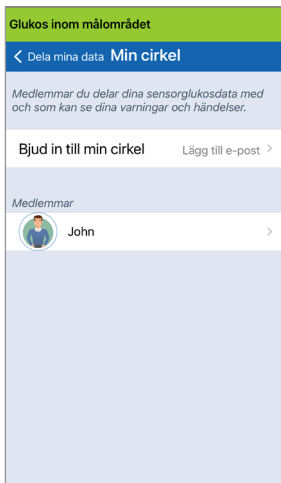 Glukos inom målområdet
Dela mina data Min cirkel
Medlemmar du delar dina sensorglukosdata med
och som kan se dina varningar och händelser.
Bjud in till min cirkel Lägg till e-post
Medlemmar
John